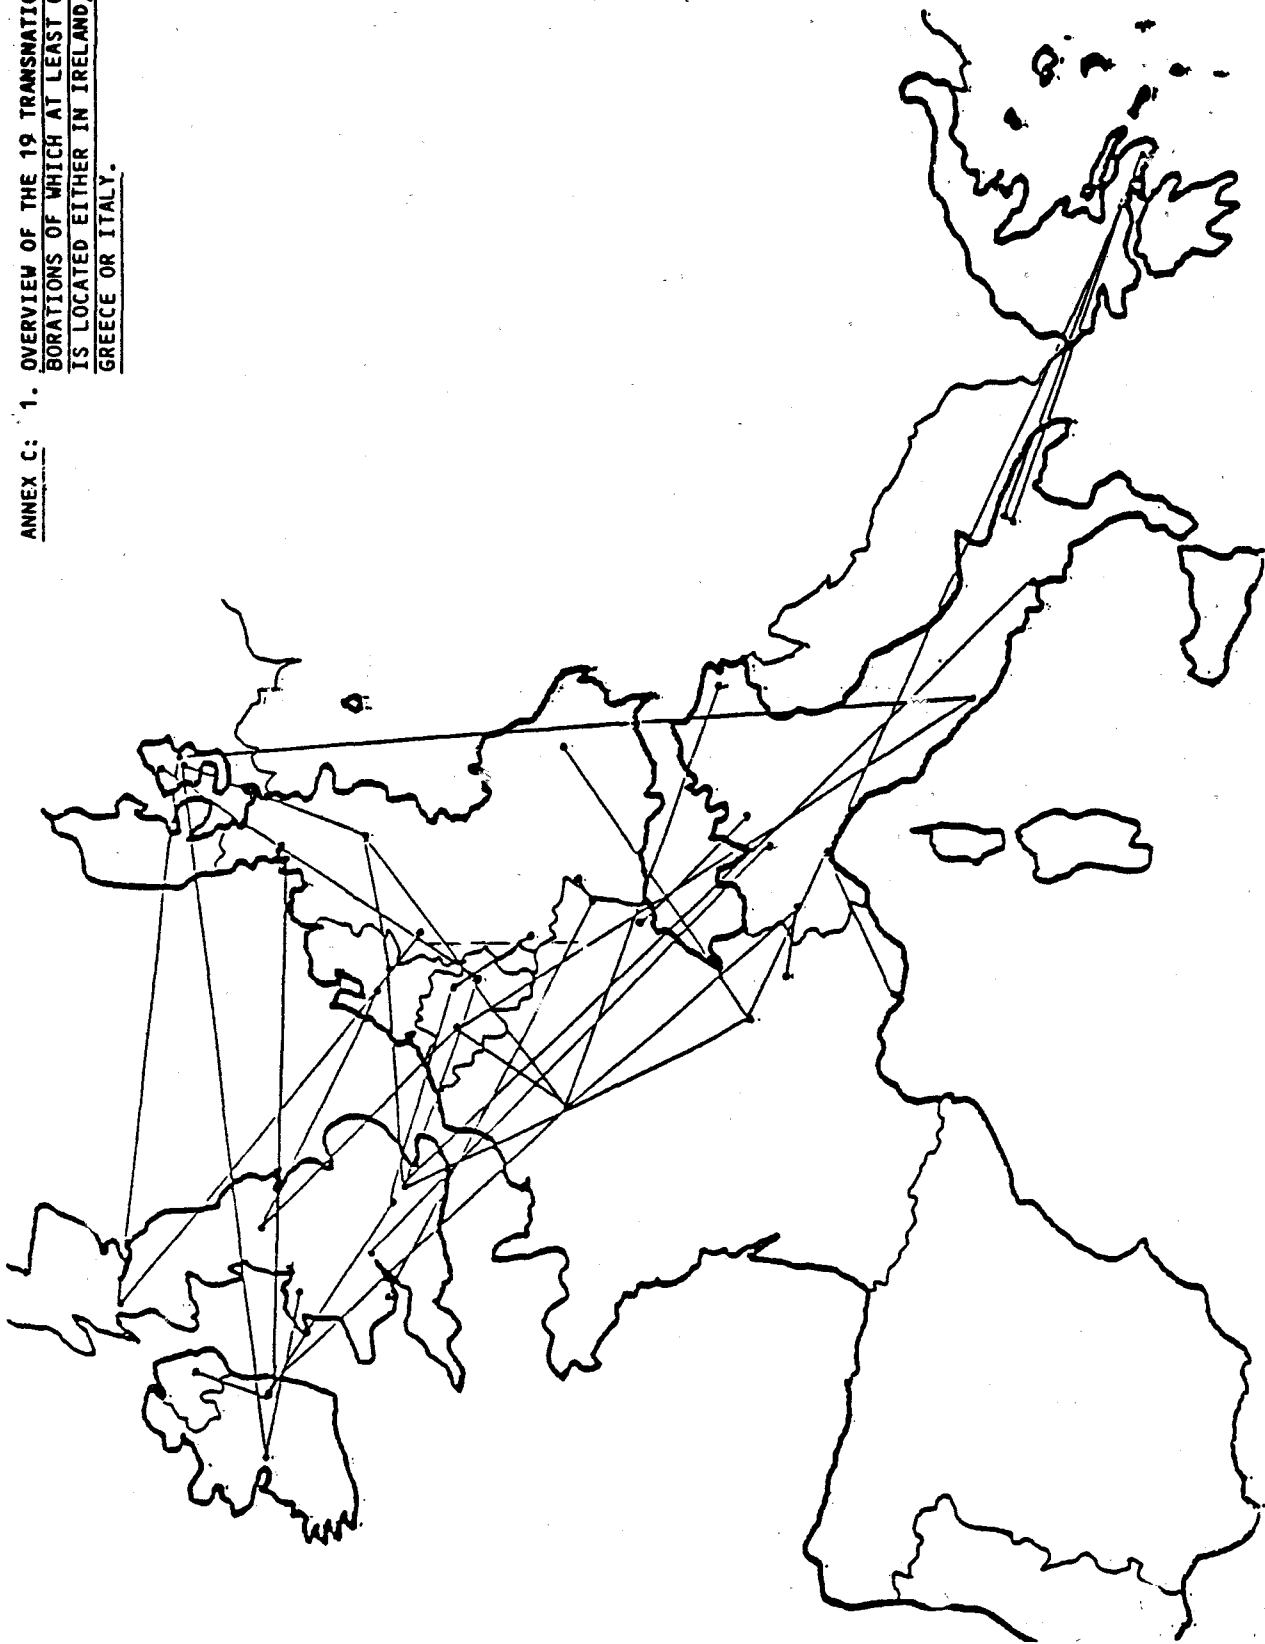 ANNEX C: 1. OVERVIEW OF THE 19
BORATIONS OF WHICH AT LEAST
IS LOCATED EITHER IN IRELAND,
GREECE OR ITALY.